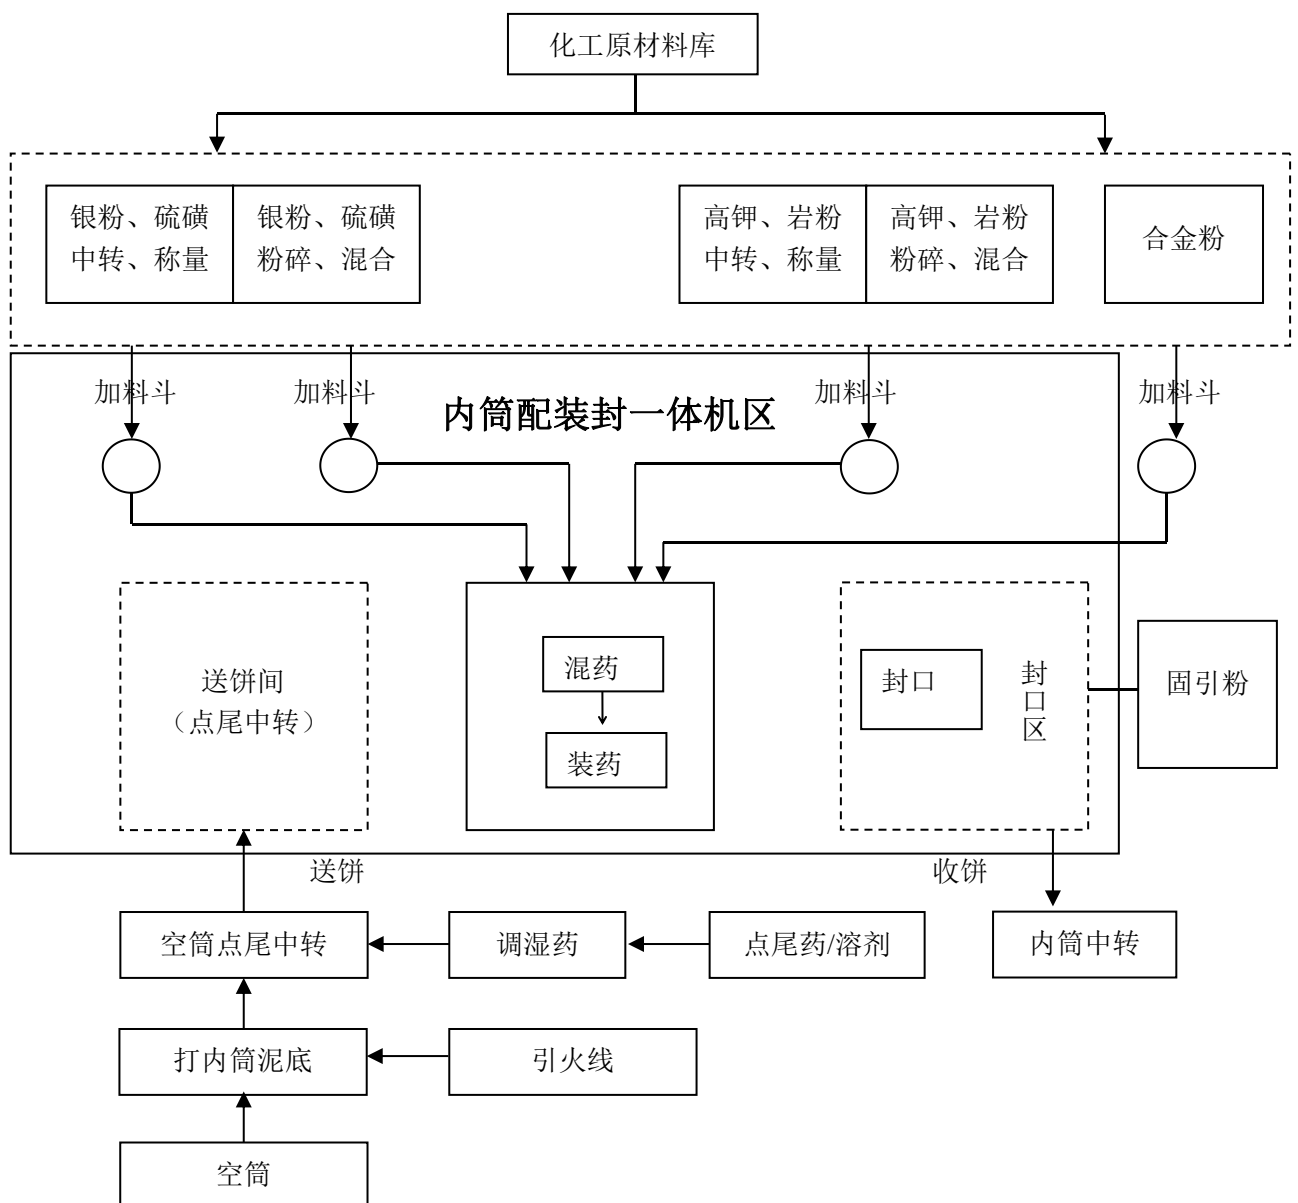 化工原材料库
银粉、硫磺
中转、称量
银粉、硫磺
粉碎、混合
高钾、岩粉
中转、称量
高钾、岩粉
粉碎、混合
合金粉
加料斗
加料斗
加料斗
加料斗
内筒配装封一体机区
送饼间
（点尾中转）
混药
装药
封口
封口区
固引粉
送饼
收饼
空筒点尾中转
调湿药
点尾药/溶剂
内筒中转
打内筒泥底
引火线
空筒